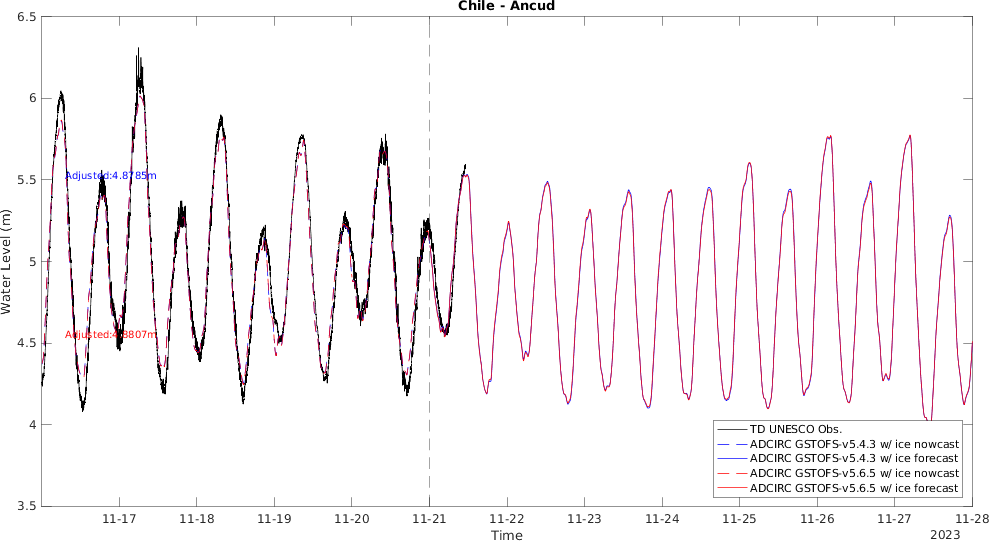 Chile - Ancud
6.5
6
5.5
5
4.5
4
3.5
Water Level (m)
Adjusted:4.8785m
Adjusted:4.8807m
TD UNESCO Obs.
ADCIRC GSTOFS-v5.4.3 w/ ice nowcast
ADCIRC GSTOFS-v5.4.3 w/ ice forecast
ADCIRC GSTOFS-v5.6.5 w/ ice nowcast
ADCIRC GSTOFS-v5.6.5 w/ ice forecast
11-17 11-18 11-19 11-20 11-21 11-22 11-23 11-24 11-25 11-26 11-27 11-28
Time
2023